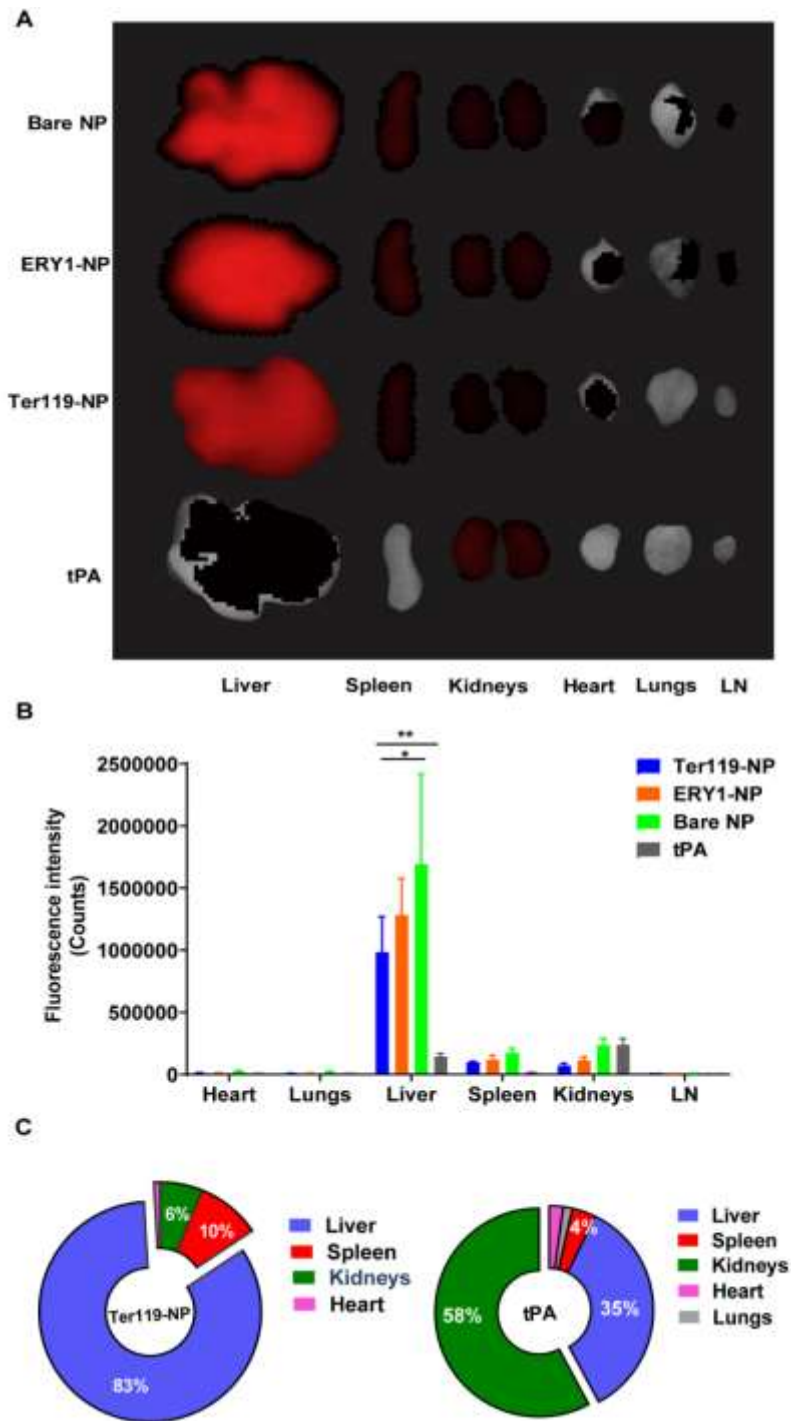 A
Bare NP
ERY1-NP
Ter119-NP
tPA
Liver Spleen Kidneys Heart Lungs LN
B
Fluorescence intensity
(Counts)
2500000
2000000
1500000
1000000
500000
0
**
*
Ter119-NP
ERY1-NP
Bare NP
tPA
Heart Lungs Liver Spleen Kidneys LN
C
6%
10%
83%
Ter119-NP
Liver
Spleen
Kidneys
Heart
4%
35%
58%
tPA
Liver
Spleen
Kidneys
Heart
Lungs